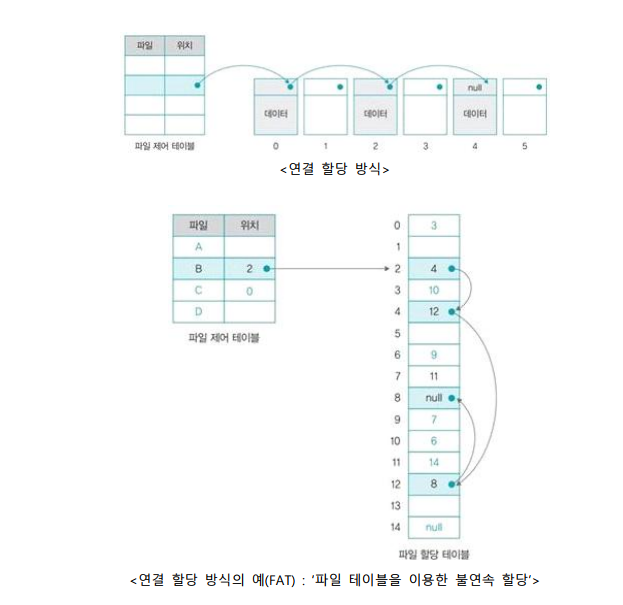 파일 위치
null
데이터 데이터 데이터
파일 제어 테이블 0 1 2 3 4 5
<연결 할당 방식>
파일 위치
A
B 2
C 0
D
파일 제어 테이블
0 3
1
2 4
3 10
4 12
5
6 9
7 11
8 null
9 7
10 6
11 14
12 8
13
14 null
파일 할당 테이블
<연결 할당 방식의 예(FAT) : '파일 테이블을 이용한 불연속 할당'>